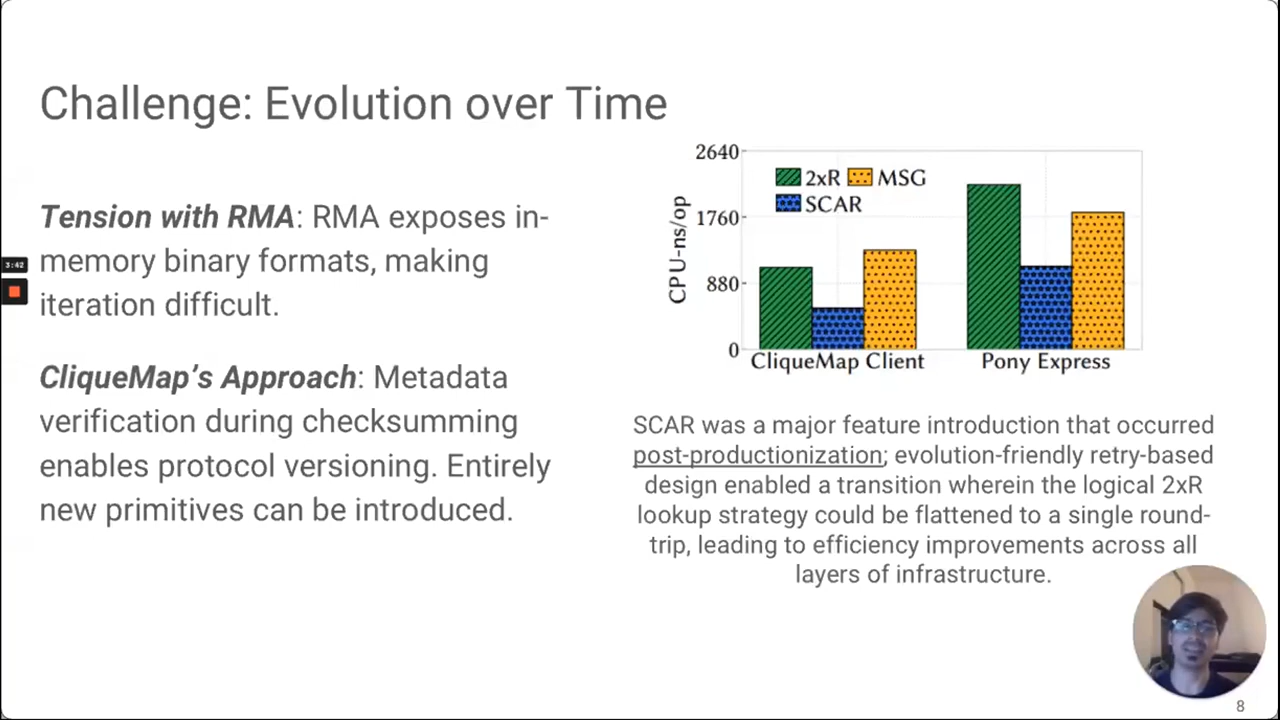 Challenge: Evolution over Time
Tension with RMA: RMA exposes in-
memory binary formats, making
iteration difficult.
CliqueMap’s Approach: Metadata
verification during checksumming
enables protocol versioning. Entirely
new primitives can be introduced.
3:42
2640
1760
880
0
CPU-ns/op
2xR MSG
SCAR
CliqueMap Client Pony Express
SCAR was a major feature introduction that occurred
post-productionization; evolution-friendly retry-based
design enabled a transition wherein the logical 2xR
lookup strategy could be flattened to a single round-
trip, leading to efficiency improvements across all
layers of infrastructure.
8